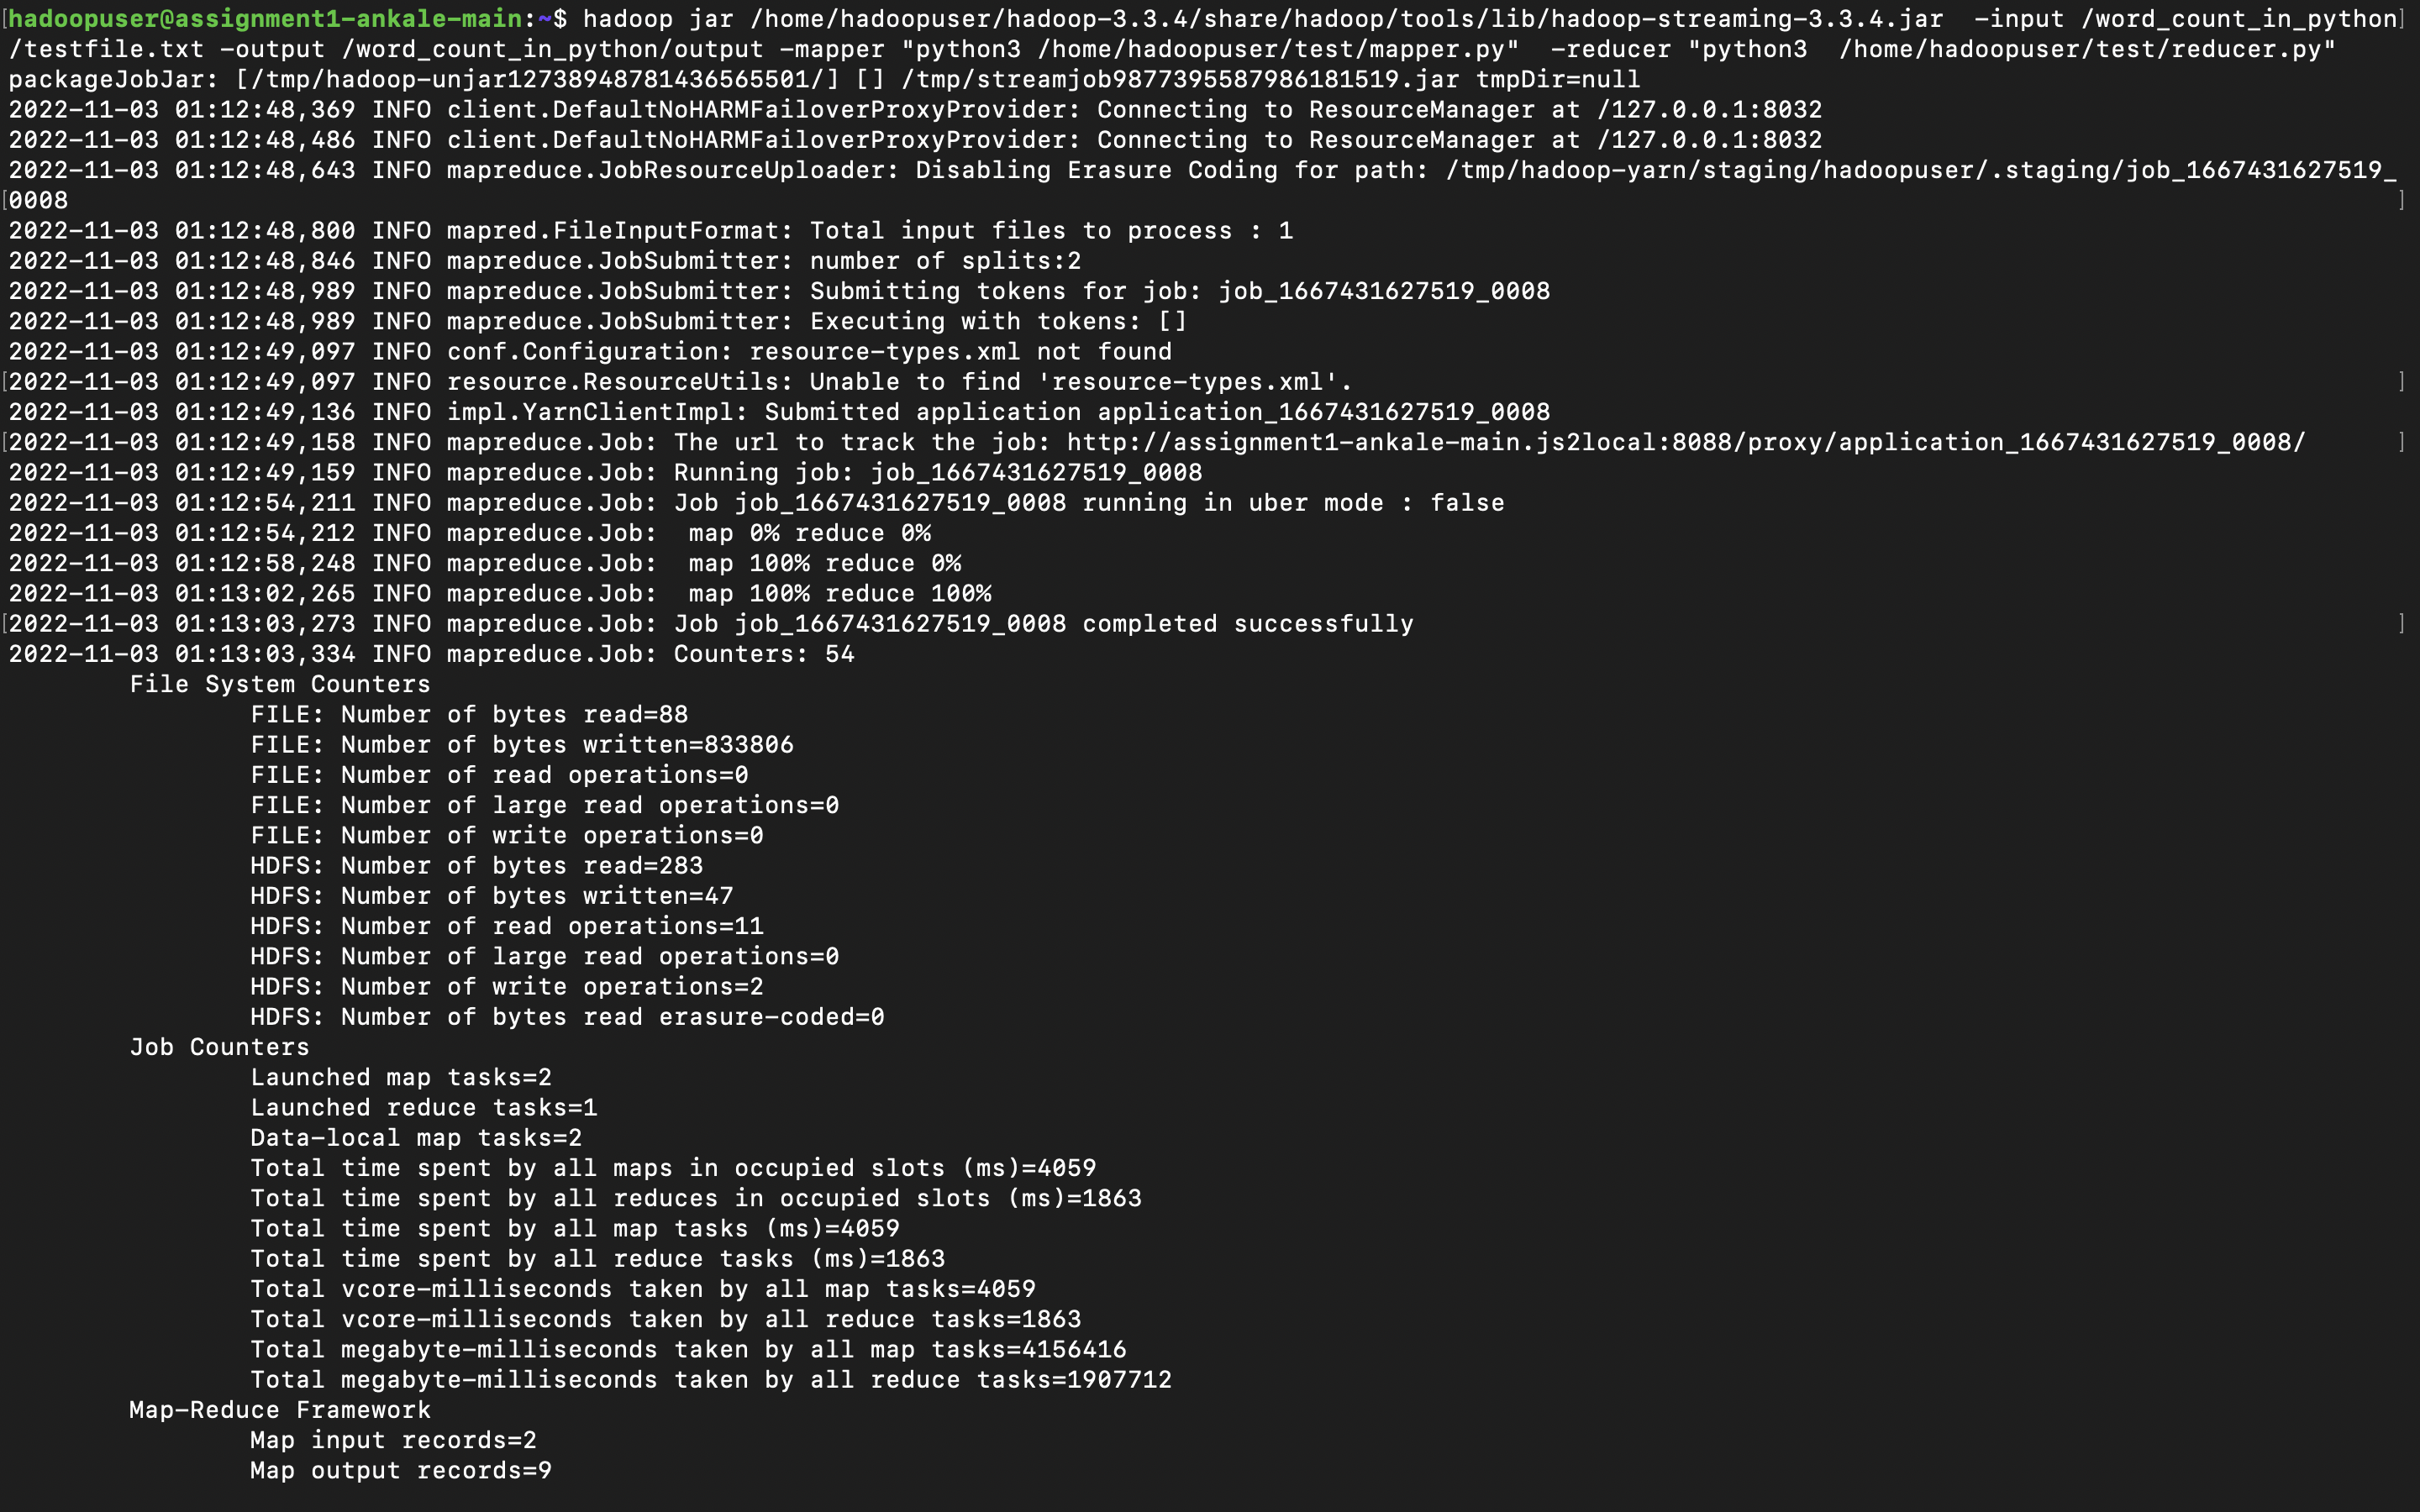 hadoopuser@assignment1-ankale-main:~$ hadoop jar /home/hadoopuser/hadoop-3.3.4/share/hadoop/tools/lib/hadoop-streaming-3.3.4.jar  -input /word_count_in_python
/testfile.txt -output /word_count_in_python/output -mapper "python3 /home/hadoopuser/test/mapper.py"  -reducer "python3  /home/hadoopuser/test/reducer.py"
packageJobJar: [/tmp/hadoop-unjar12738948781436565501/] [] /tmp/streamjob9877395587986181519.jar tmpDir=null
2022-11-03 01:12:48,369 INFO client.DefaultNoHARMFailoverProxyProvider: Connecting to ResourceManager at /127.0.0.1:8032
2022-11-03 01:12:48,486 INFO client.DefaultNoHARMFailoverProxyProvider: Connecting to ResourceManager at /127.0.0.1:8032
2022-11-03 01:12:48,643 INFO mapreduce.JobResourceUploader: Disabling Erasure Coding for path: /tmp/hadoop-yarn/staging/hadoopuser/.staging/job_1667431627519_
0008
2022-11-03 01:12:48,800 INFO mapred.FileInputFormat: Total input files to process : 1
2022-11-03 01:12:48,846 INFO mapreduce.JobSubmitter: number of splits:2
2022-11-03 01:12:48,989 INFO mapreduce.JobSubmitter: Submitting tokens for job: job_1667431627519_0008
2022-11-03 01:12:48,989 INFO mapreduce.JobSubmitter: Executing with tokens: []
2022-11-03 01:12:49,097 INFO conf.Configuration: resource-types.xml not found
2022-11-03 01:12:49,097 INFO resource.ResourceUtils: Unable to find 'resource-types.xml'.
2022-11-03 01:12:49,136 INFO impl.YarnClientImpl: Submitted application application_1667431627519_0008
2022-11-03 01:12:49,158 INFO mapreduce.Job: The url to track the job: http://assignment1-ankale-main.js2local:8088/proxy/application_1667431627519_0008/
2022-11-03 01:12:49,159 INFO mapreduce.Job: Running job: job_1667431627519_0008
2022-11-03 01:12:54,211 INFO mapreduce.Job: Job job_1667431627519_0008 running in uber mode : false
2022-11-03 01:12:54,212 INFO mapreduce.Job:  map 0% reduce 0%
2022-11-03 01:12:58,248 INFO mapreduce.Job:  map 100% reduce 0%
2022-11-03 01:13:02,265 INFO mapreduce.Job:  map 100% reduce 100%
2022-11-03 01:13:03,273 INFO mapreduce.Job: Job job_1667431627519_0008 completed successfully
2022-11-03 01:13:03,334 INFO mapreduce.Job: Counters: 54
File System Counters
FILE: Number of bytes read=88
FILE: Number of bytes written=833806
FILE: Number of read operations=0
FILE: Number of large read operations=0
FILE: Number of write operations=0
HDFS: Number of bytes read=283
HDFS: Number of bytes written=47
HDFS: Number of read operations=11
HDFS: Number of large read operations=0
HDFS: Number of write operations=2
HDFS: Number of bytes read erasure-coded=0
Job Counters
Launched map tasks=2
Launched reduce tasks=1
Data-local map tasks=2
Total time spent by all maps in occupied slots (ms)=4059
Total time spent by all reduces in occupied slots (ms)=1863
Total time spent by all map tasks (ms)=4059
Total time spent by all reduce tasks (ms)=1863
Total vcore-milliseconds taken by all map tasks=4059
Total vcore-milliseconds taken by all reduce tasks=1863
Total megabyte-milliseconds taken by all map tasks=4156416
Total megabyte-milliseconds taken by all reduce tasks=1907712
Map-Reduce Framework
Map input records=2
Map output records=9